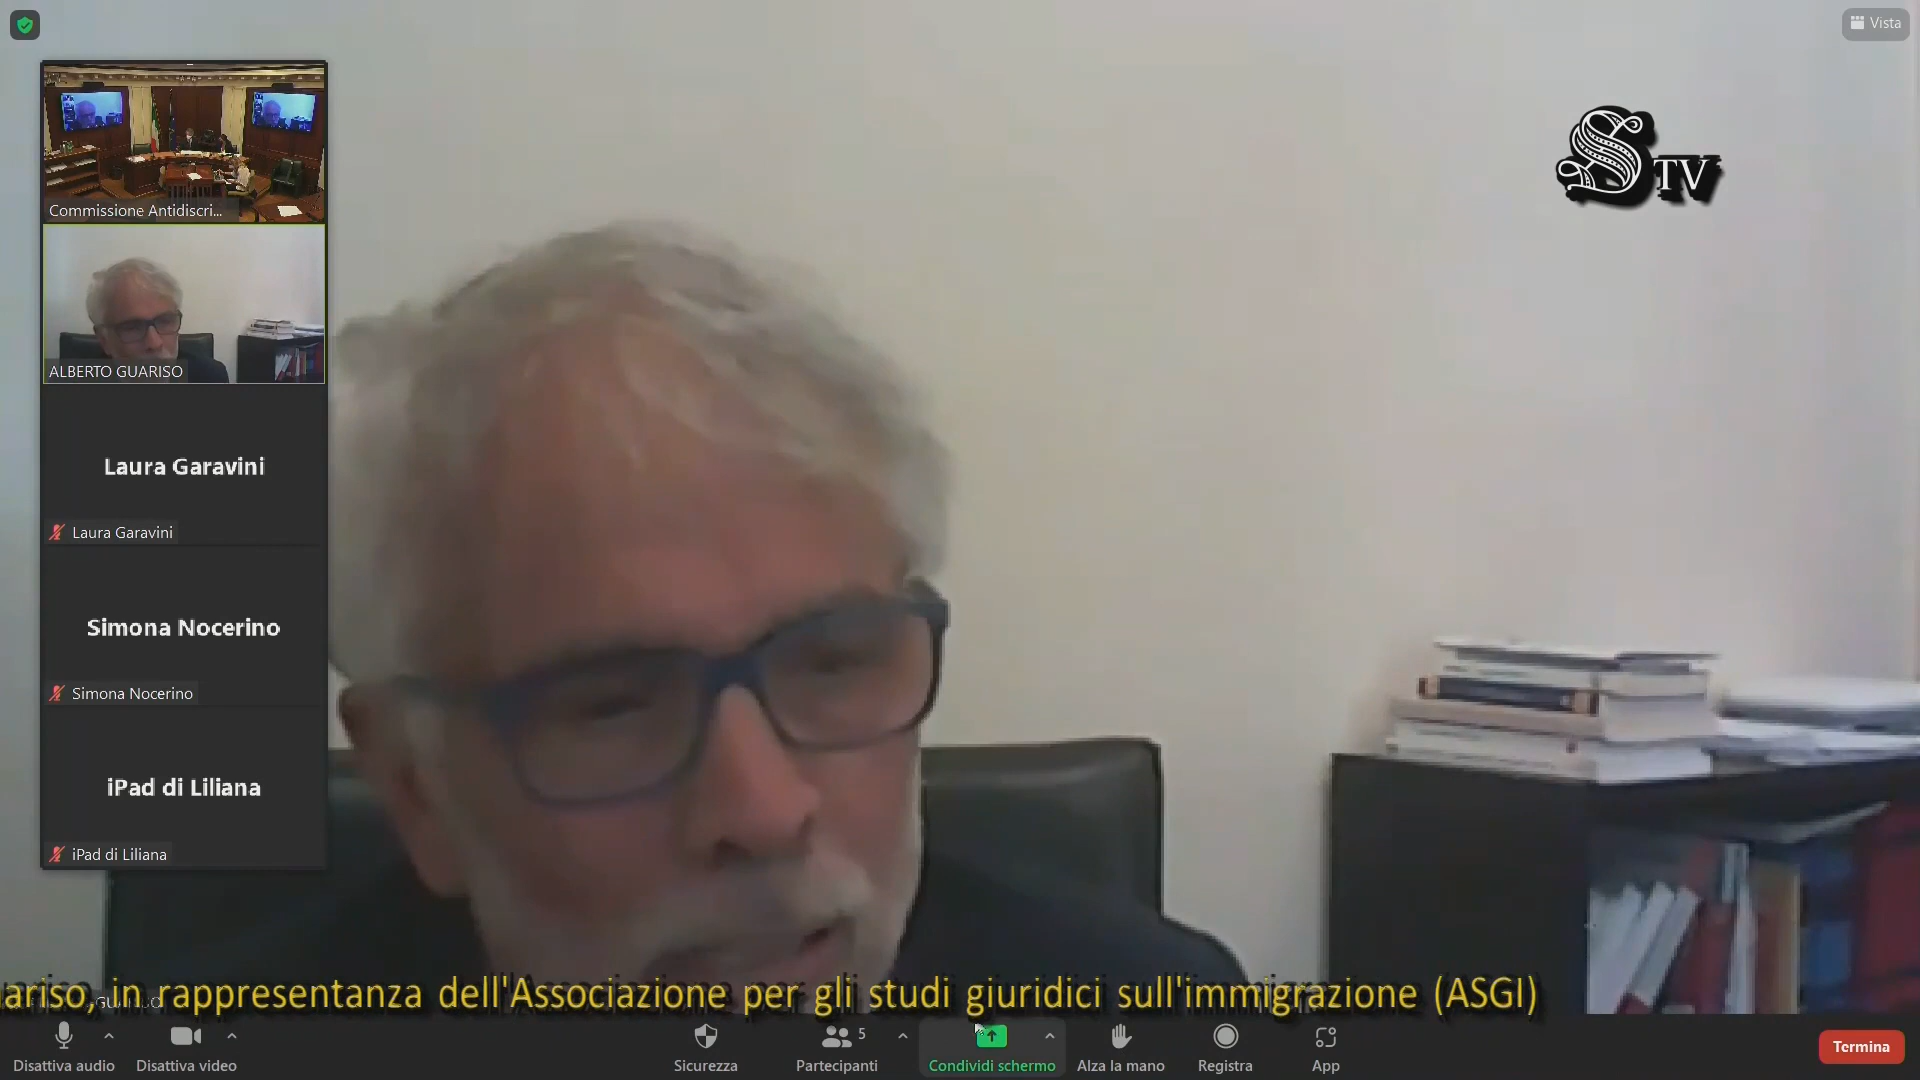 Vista
STV
Commissione Antidiscri...
ALBERTO GUARISO
Laura Garavini
Laura Garavini
Simona Nocerino
Simona Nocerino
iPad di Liliana
iPad di Liliana
ariso, in rappresentanza dell'Associazione per gli studi giuridici sull'immigrazione (ASGI)
GUARISO
Disattiva audio
Disattiva video
Sicurezza
Partecipanti 5
Condividi schermo
Alza la mano
Registra
App
Termina